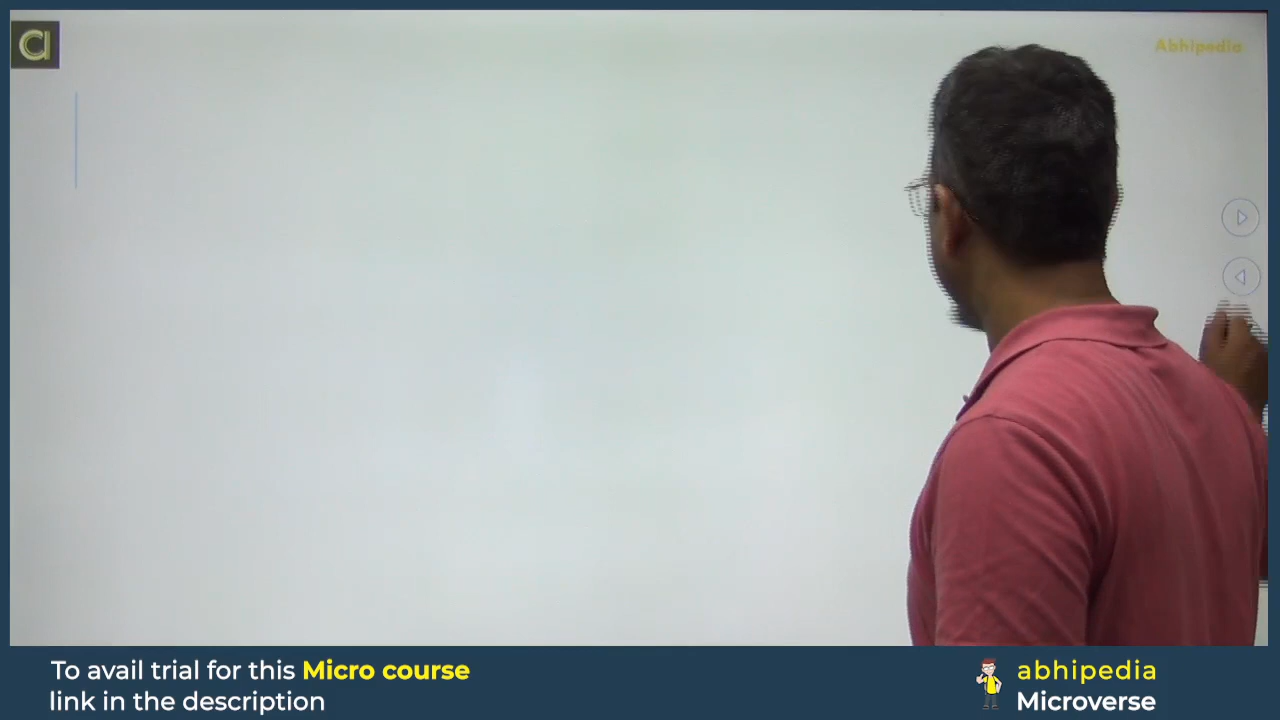 Abhipedia
To avail trial for this Micro course
link in the description
abhipedia
Microverse